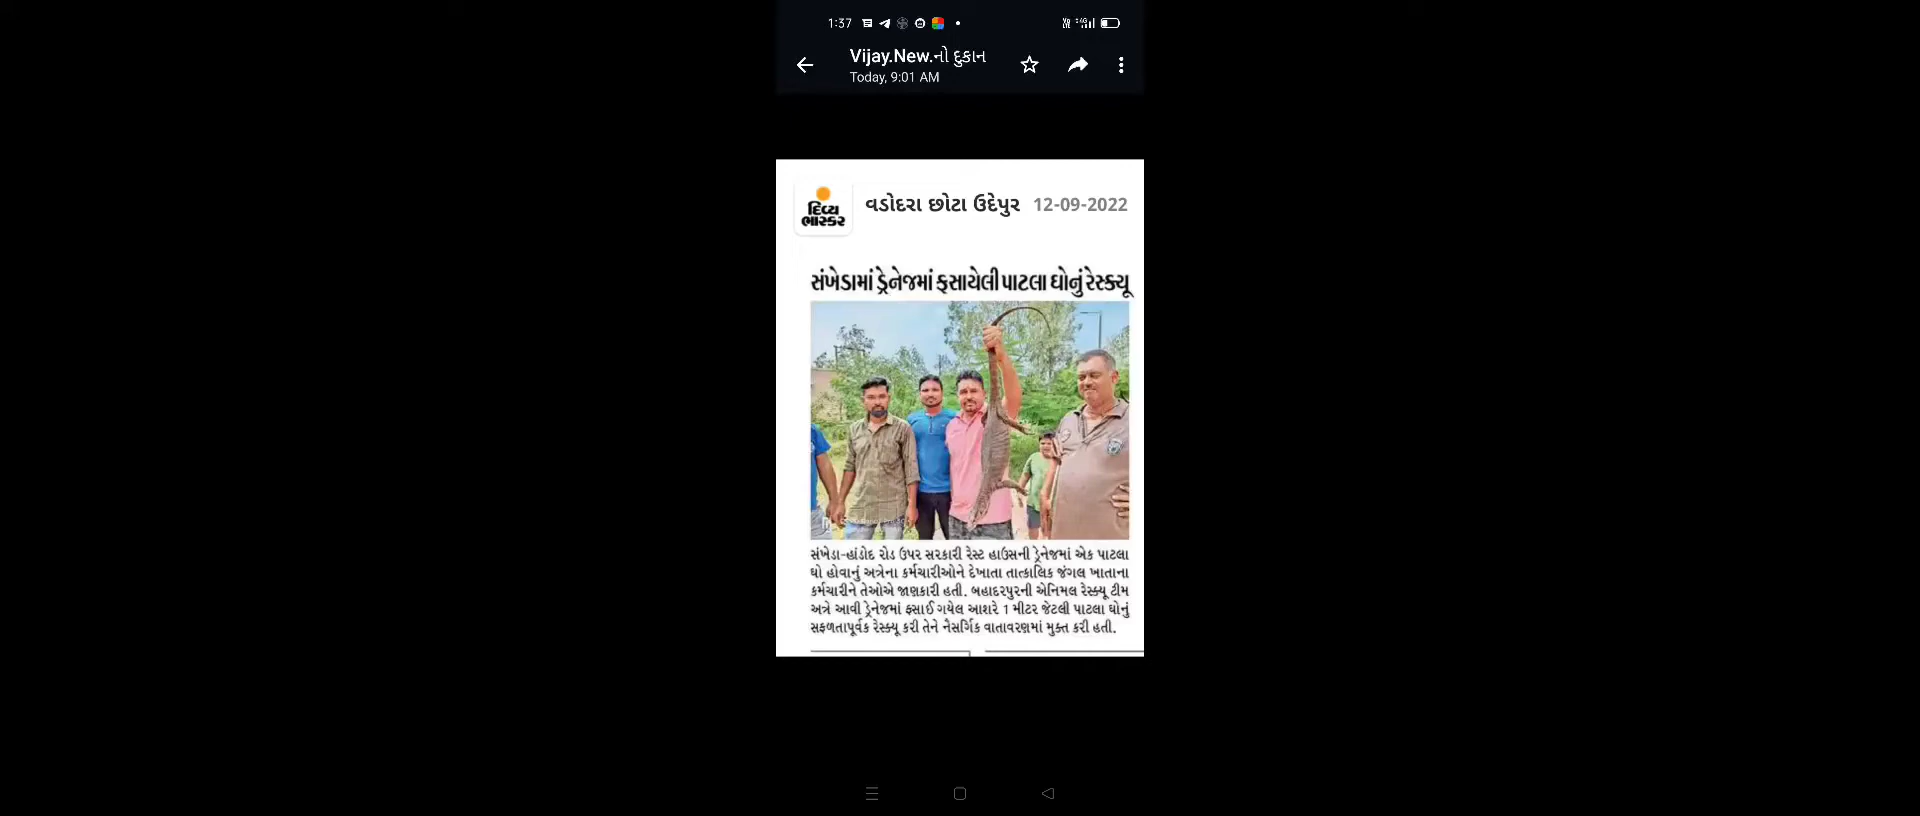 1:37
Vijay.New.નો દુકાન
Today, 9:01 AM
દિવ્ય
ભાસ્કર
વડોદરા છોટા ઉદેપુર 12-09-2022
સંખેડામાં ડ્રેનેજમાં ફસાયેલી પાટલા ઘોનું રેસ્ક્યૂ
સંખેડા-હાંડોદ રોડ ઉપર સરકારી રેસ્ટ હાઉસની ડ્રેનેજમાં એક પાટલા
ઘો હોવાનું અત્રેના કર્મચારીઓને દેખાતા તાત્કાલિક જંગલ ખાતાના
કર્મચારીને તેઓએ જાણકારી હતી. બહાદરપુરની એનિમલ રેસ્ક્યૂ ટીમ
અત્રે આવી ડ્રેનેજમાં ફસાઈ ગયેલ આશરે 1 મીટર જેટલી પાટલા ઘોનું
સફળતાપૂર્વક રેસ્ક્યૂ કરી તેને નૈસર્ગિક વાતાવરણમાં મુક્ત કરી હતી.